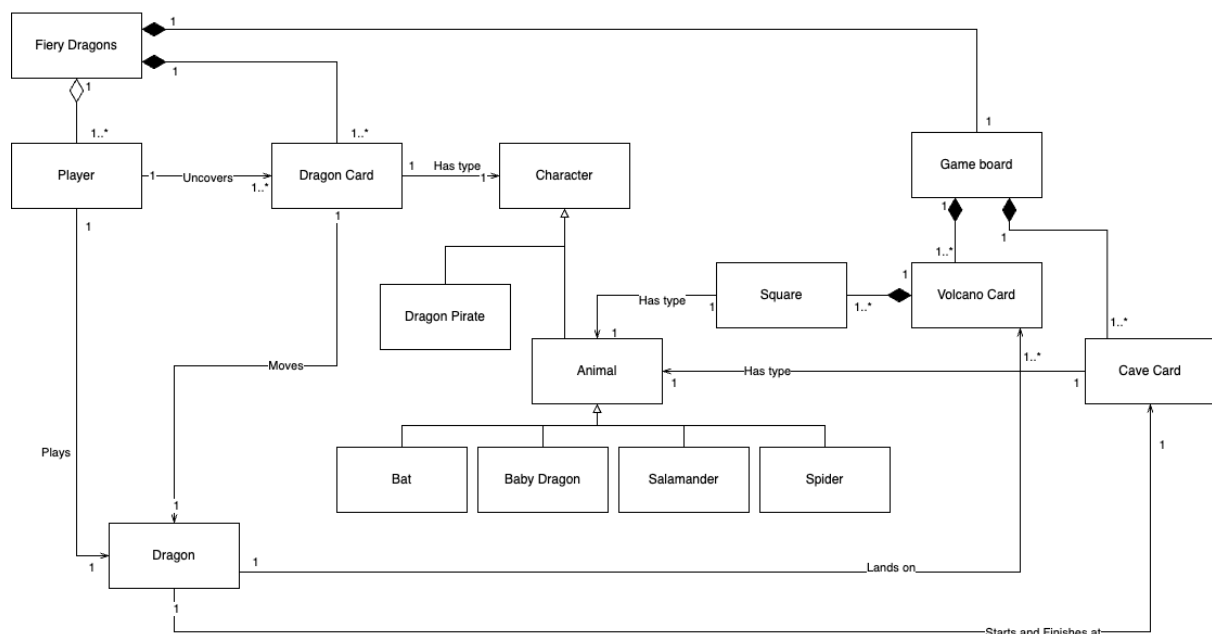 Fiery Dragons
1
1
1
1..*
1..*
1
Player
1
Uncovers
1..*
Dragon Card
1
Has type
1
Character
Game board
1
1
1
1
1..*
Square
1
1..*
Volcano Card
Has type
1
Dragon Pirate
1
1..*
Animal
1..*
Has type
1
1
Cave Card
Moves
1
Plays
Bat
Baby Dragon
Salamander
Spider
1
Dragon
1
1
Lands on
1
Starts and Finishes at